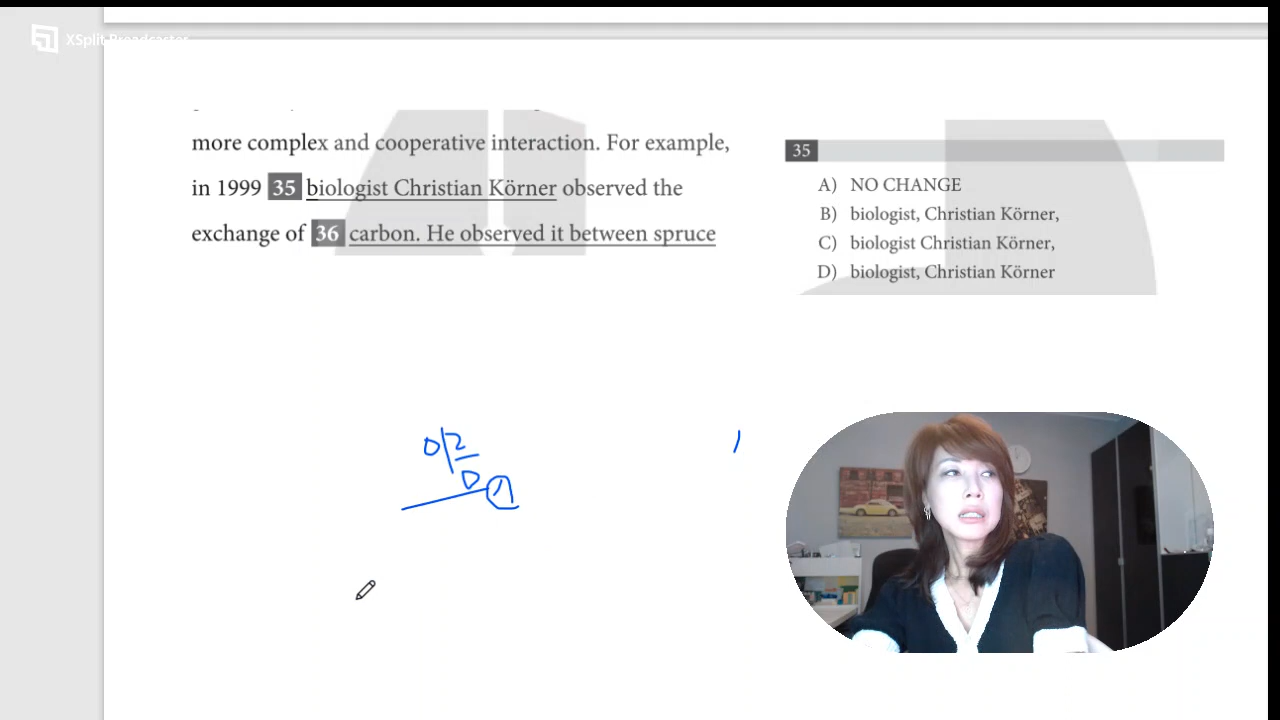 XSplit Broadcaster
more complex and cooperative interaction. For example,
in 1999 35 biologist Christian Körner observed the
exchange of 36 carbon. He observed it between spruce
35
A) NO CHANGE
B) biologist, Christian Körner,
C) biologist Christian Körner,
D) biologist, Christian Körner
0/2